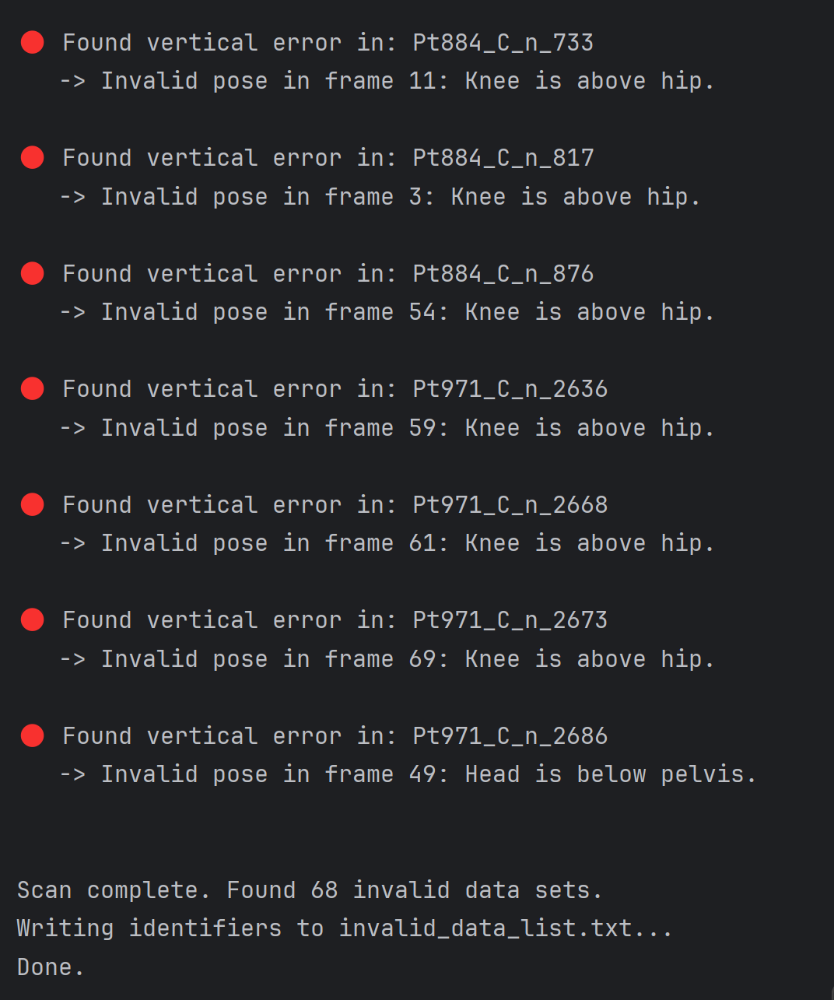 Found vertical error in: Pt884_C_n_733
-> Invalid pose in frame 11: Knee is above hip.
Found vertical error in: Pt884_C_n_817
-> Invalid pose in frame 3: Knee is above hip.
Found vertical error in: Pt884_C_n_876
-> Invalid pose in frame 54: Knee is above hip.
Found vertical error in: Pt971_C_n_2636
-> Invalid pose in frame 59: Knee is above hip.
Found vertical error in: Pt971_C_n_2668
-> Invalid pose in frame 61: Knee is above hip.
Found vertical error in: Pt971_C_n_2673
-> Invalid pose in frame 69: Knee is above hip.
Found vertical error in: Pt971_C_n_2686
-> Invalid pose in frame 49: Head is below pelvis.
Scan complete. Found 68 invalid data sets.
Writing identifiers to invalid_data_list.txt...
Done.